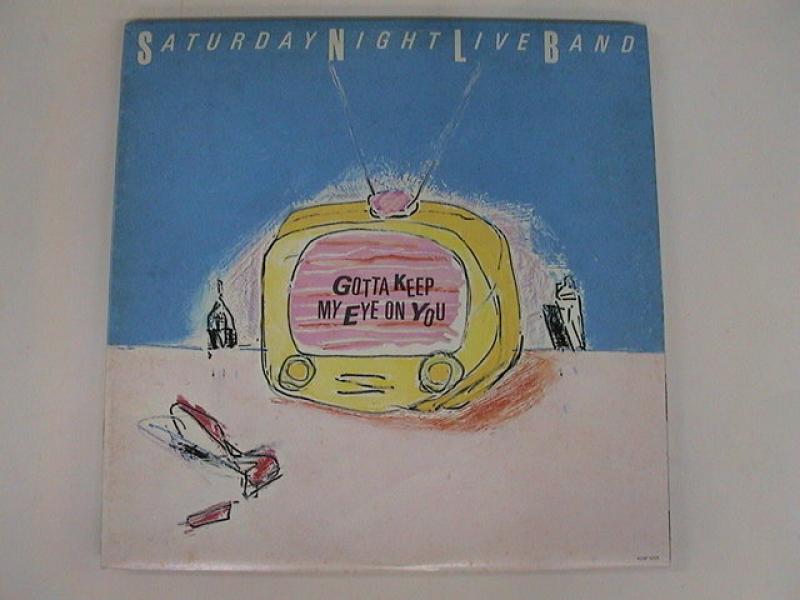 SATURDAY NIGHT LIVE BAND
GOTTA KEEP
MY EYE ON YOU